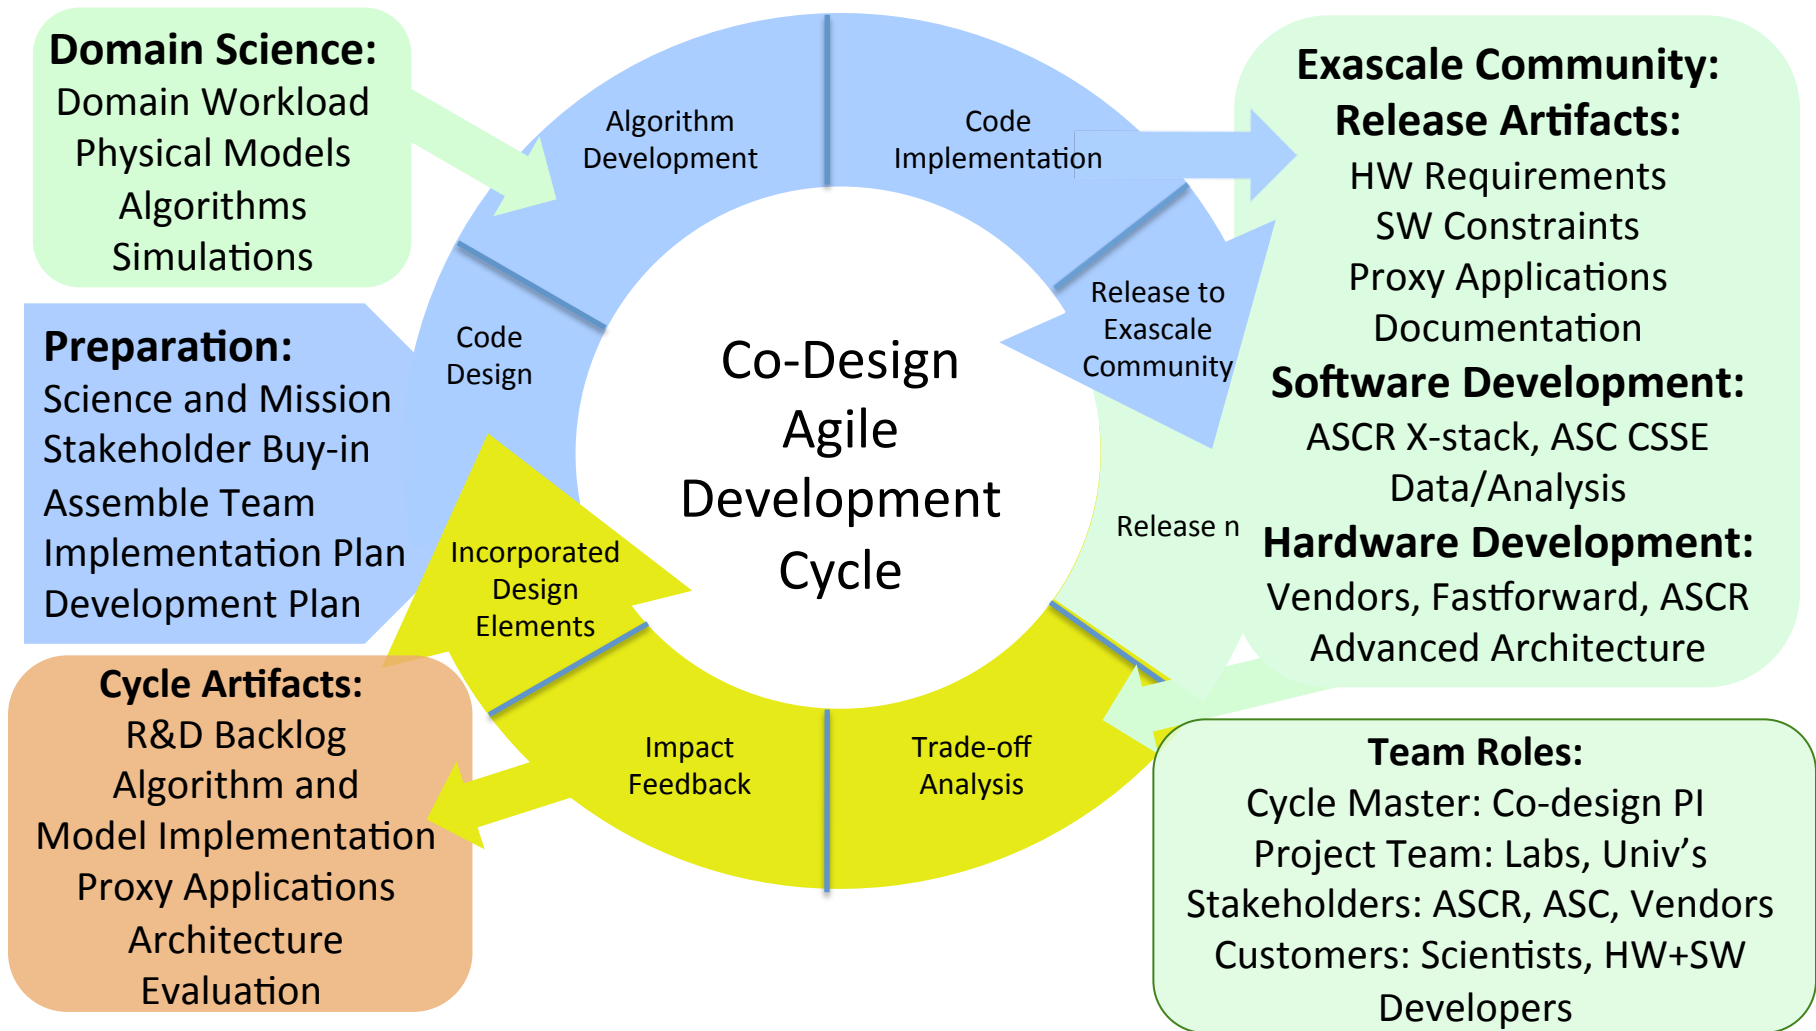 Domain Science:
Domain Workload
Physical Models
Algorithms
Simulations
Preparation:
Science and Mission
Stakeholder Buy-in
Assemble Team
Implementation Plan
Development Plan
Cycle Artifacts:
R&D Backlog
Algorithm and
Model Implementation
Proxy Applications
Architecture
Evaluation
Algorithm
Development
Code
Implementation
Release to
Exascale
Community
Release n
Trade-off
Analysis
Impact
Feedback
Incorporated
Design
Elements
Code
Design
Co-Design
Agile
Development
Cycle
Exascale Community:
Release Artifacts:
HW Requirements
SW Constraints
Proxy Applications
Documentation
Software Development:
ASCR X-stack, ASC CSSE
Data/Analysis
Hardware Development:
Vendors, Fastforward, ASCR
Advanced Architecture
Team Roles:
Cycle Master: Co-design PI
Project Team: Labs, Univ’s
Stakeholders: ASCR, ASC, Vendors
Customers: Scientists, HW+SW
Developers